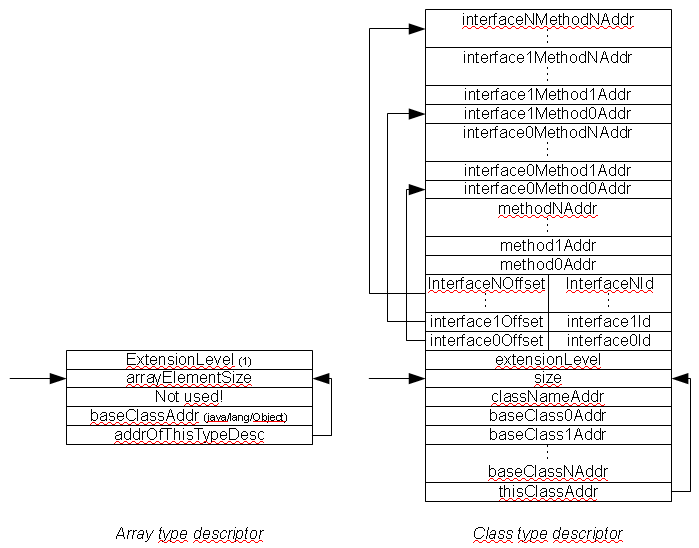 interfaceNMethodNAddr
⋮
interface1MethodNAddr
⋮
interface1Method1Addr
interface1Method0Addr
interface0MethodNAddr
⋮
interface0Method1Addr
interface0Method0Addr
methodNAddr
⋮
method1Addr
method0Addr
InterfaceNOffset InterfaceNId
⋮ ⋮
interface1Offset interface1Id
interface0Offset interface0Id
extensionLevel
size
classNameAddr
baseClass0Addr
baseClass1Addr
⋮
baseClassNAddr
thisClassAddr
Class type descriptor
ExtensionLevel (1)
arrayElementSize
Not used!
baseClassAddr (java/lang/Object)
addrOfThisTypeDesc
Array type descriptor